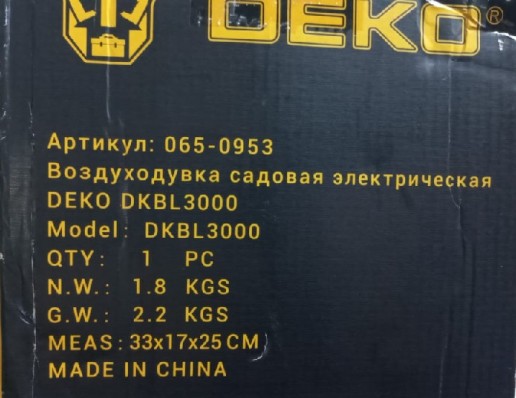 DEKO®
Артикул: 065-0953
Воздуходувка садовая электрическая
DEKO DKBL3000
Model: DKBL3000
QTY: 1 PC
N.W.: 1.8 KGS
G.W.: 2.2 KGS
MEAS: 33x17x25 CM
MADE IN CHINA